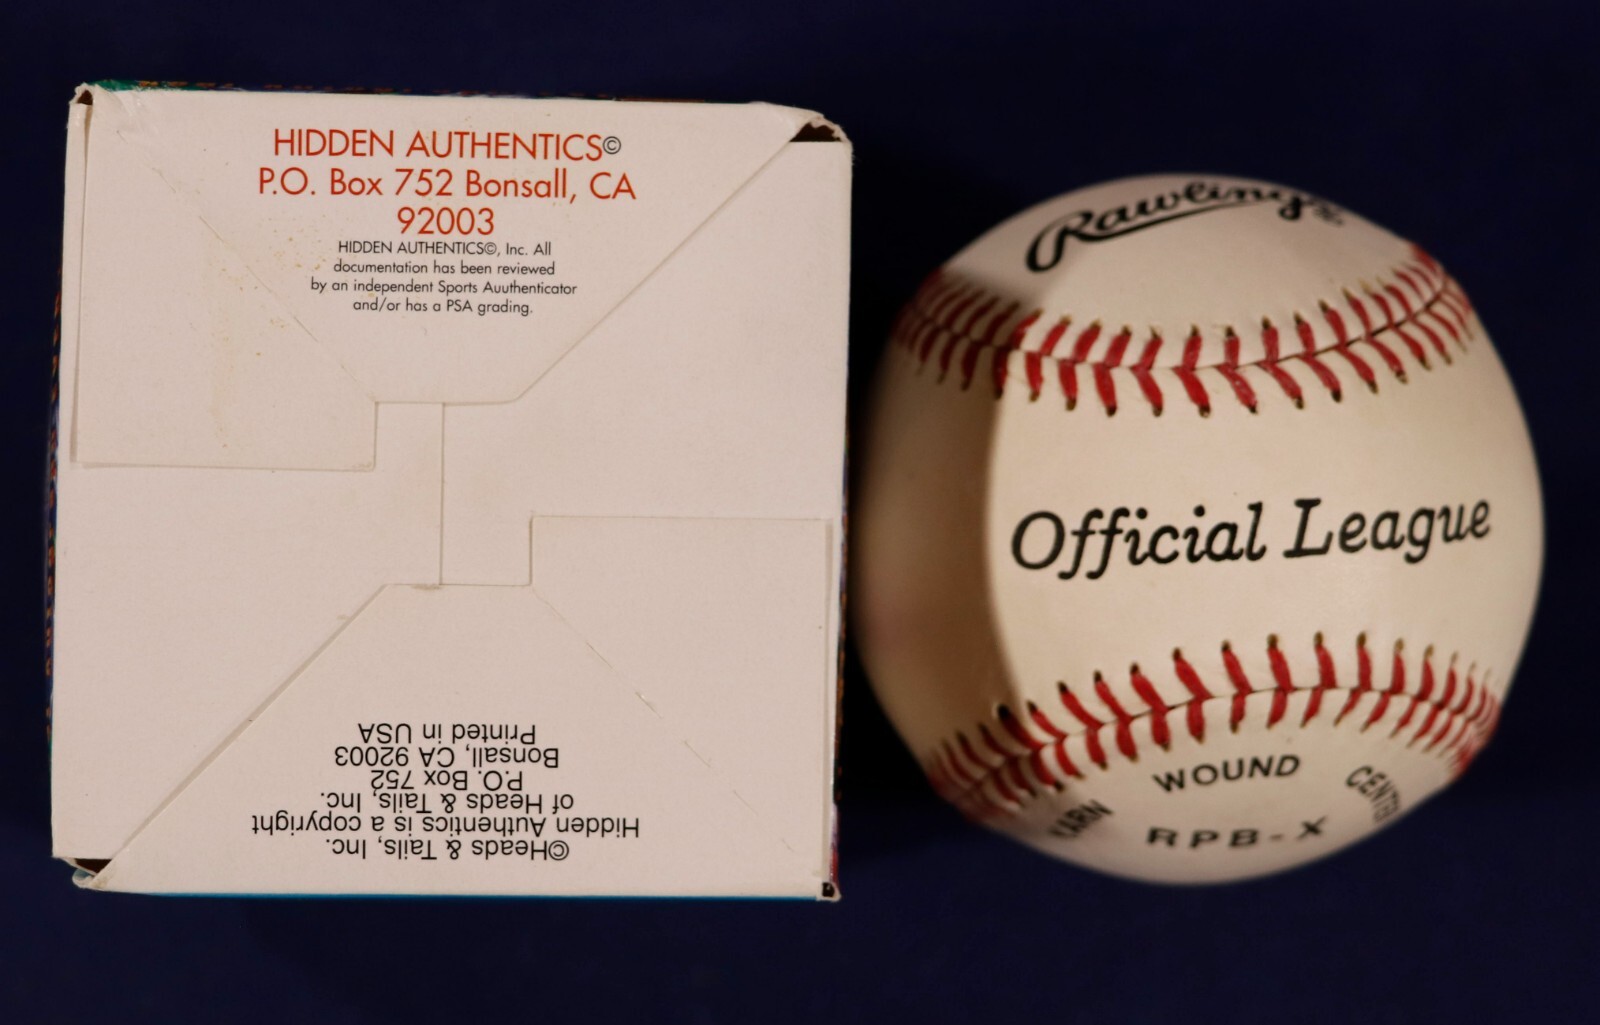 HIDDEN AUTHENTICS©
P.O. Box 752 Bonsall, CA
92003
HIDDEN AUTHENTICS©, Inc. All
documentation has been reviewed
by an independent Sports Auuthenticator
and/or has a PSA grading.
©Heads & Tails, Inc.
Hidden Authentics is a copyright
of Heads & Tails, Inc.
P.O. Box 752
Bonsall, CA 92003
Printed in USA
Rawlings
Official League
WOUND
RPB-X